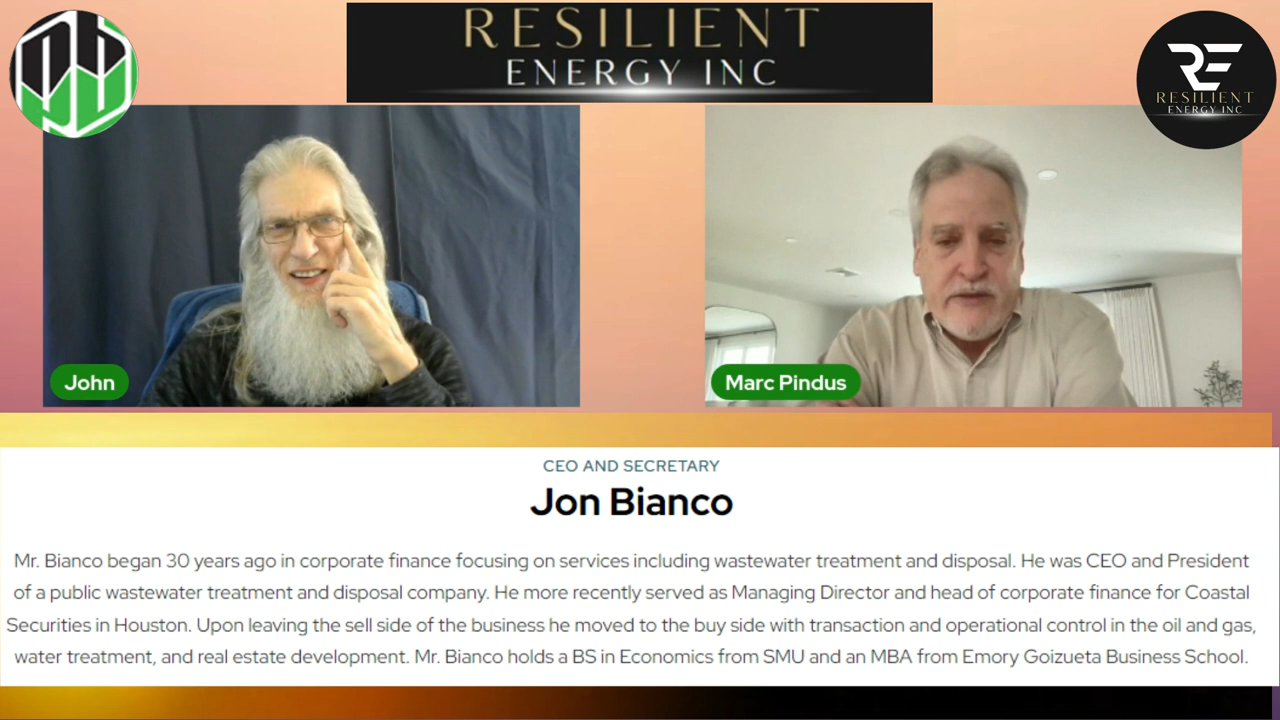 RESILIENT
ENERGY INC
RE
RESILIENT
ENERGY INC
John
Marc Pindus
CEO AND SECRETARY
Jon Bianco
Mr. Bianco began 30 years ago in corporate finance focusing on services including wastewater treatment and disposal. He was CEO and President
of a public wastewater treatment and disposal company. He more recently served as Managing Director and head of corporate finance for Coastal
Securities in Houston. Upon leaving the sell side of the business he moved to the buy side with transaction and operational control in the oil and gas,
water treatment, and real estate development. Mr. Bianco holds a BS in Economics from SMU and an MBA from Emory Goizueta Business School.